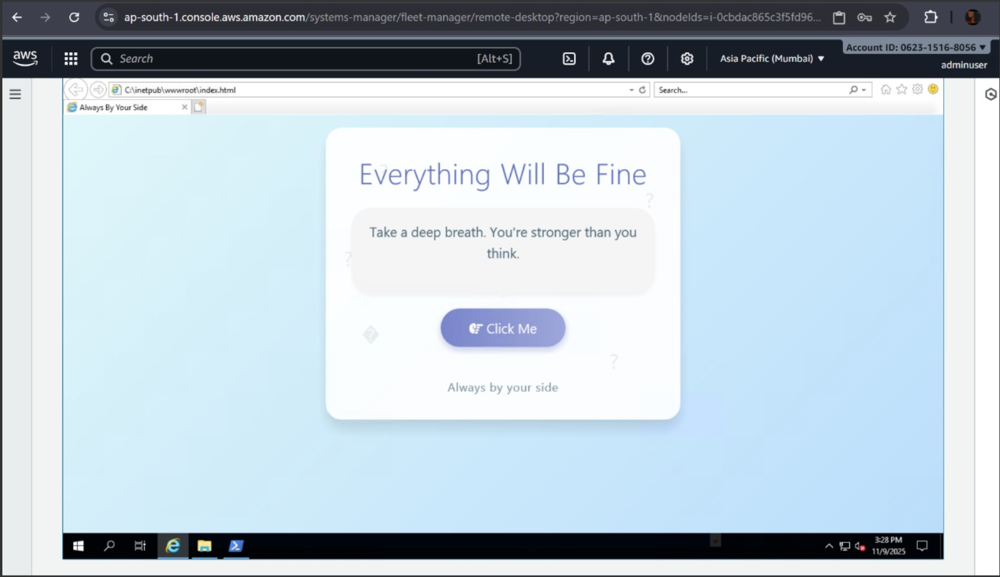 ap-south-1.console.aws.amazon.com/systems-manager/fleet-manager/remote-desktop?region=ap-south-1&nodeIds=i-0cbdac865c3f5fd96...
aws
Search
[Alt+S]
Asia Pacific (Mumbai)
Account ID: 0623-1516-8056
adminuser
C:\inetpub\wwwroot\index.html
Search...
Always By Your Side
Everything Will Be Fine
?
?
Take a deep breath. You're stronger than you
think.
?
Click Me
?
?
Always by your side
3:28 PM
11/9/2025